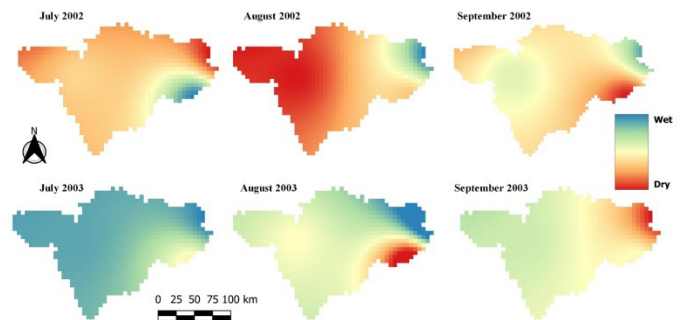 July 2002
August 2002
September 2002
N
Wet
Dry
July 2003
August 2003
September 2003
0 25 50 75 100 km